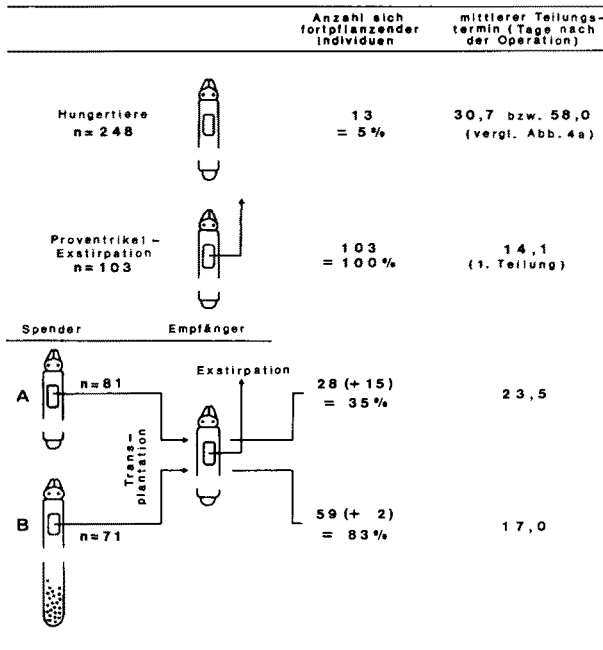 Anzahl sich
fortpflanzender
Individuen
mittlerer Teilungs-
termin (Tage nach
der Operation)
Hungertiere
n= 248
13
= 5%
30,7 bzw. 58,0
(vergl. Abb. 4a)
Proventrikel-
Exstirpation
n= 103
103
= 100%
14,1
(1. Teilung)
Spender
Empfänger
A
n=81
Exstirpation
28 (+ 15)
= 35%
23,5
Trans-
plantation
B
n=71
59 (+ 2)
= 83%
17,0